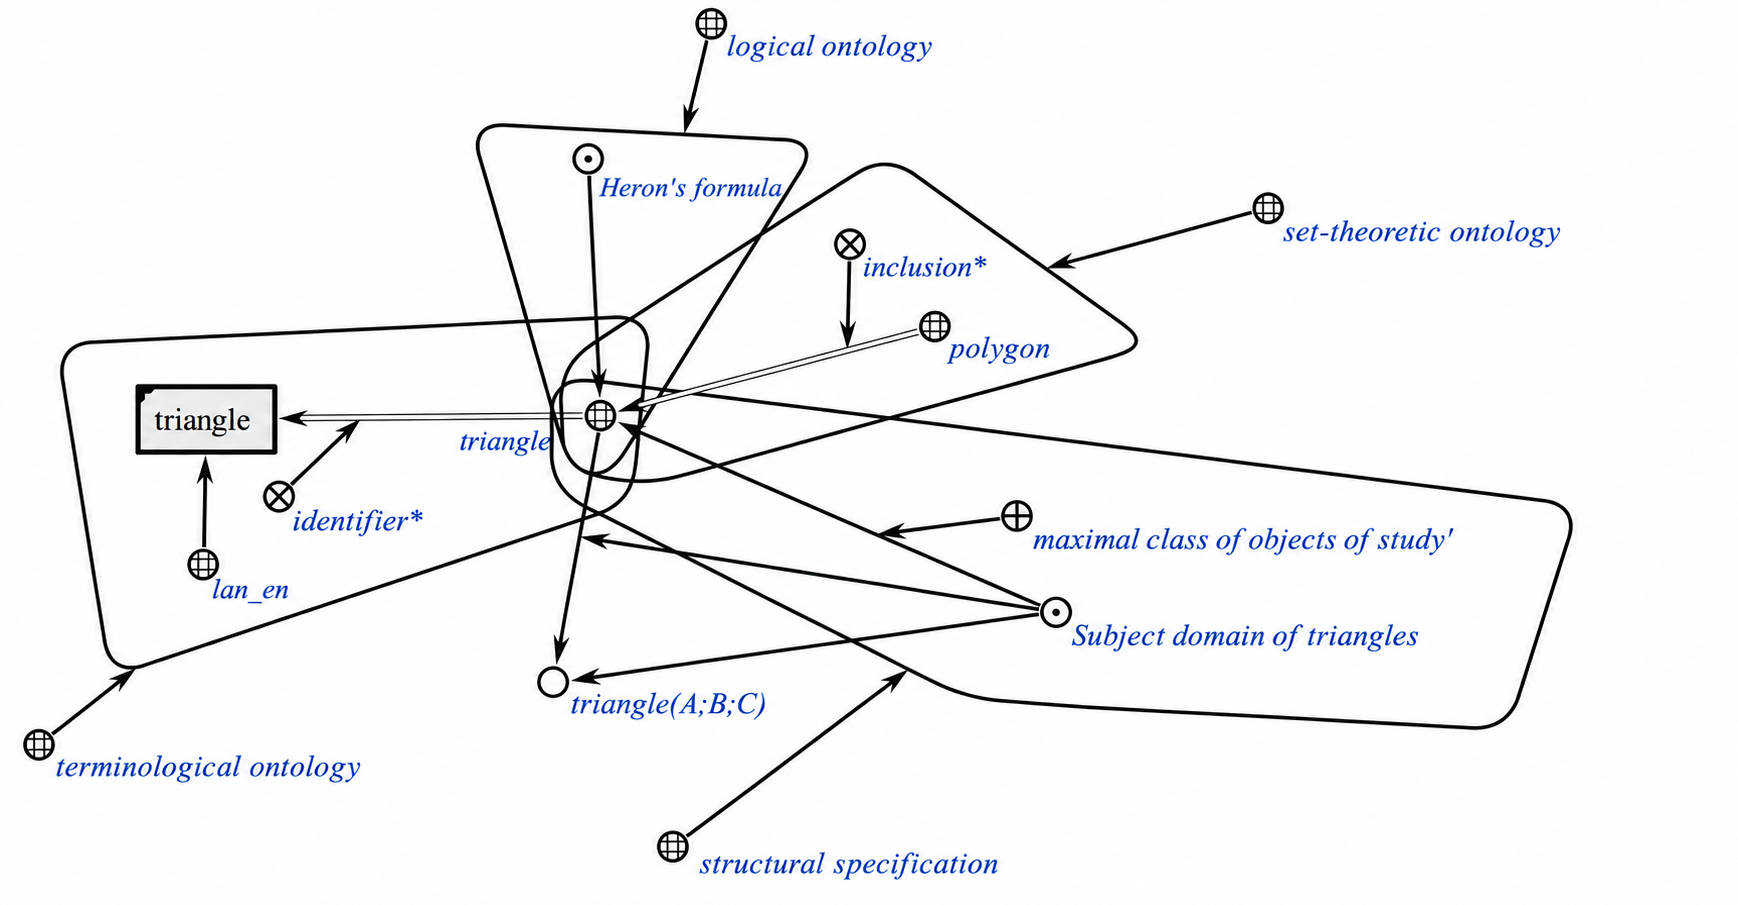 logical ontology
Heron's formula
set-theoretic ontology
inclusion*
polygon
triangle
triangle
identifier*
maximal class of objects of study'
lan_en
Subject domain of triangles
triangle(A;B;C)
terminological ontology
structural specification